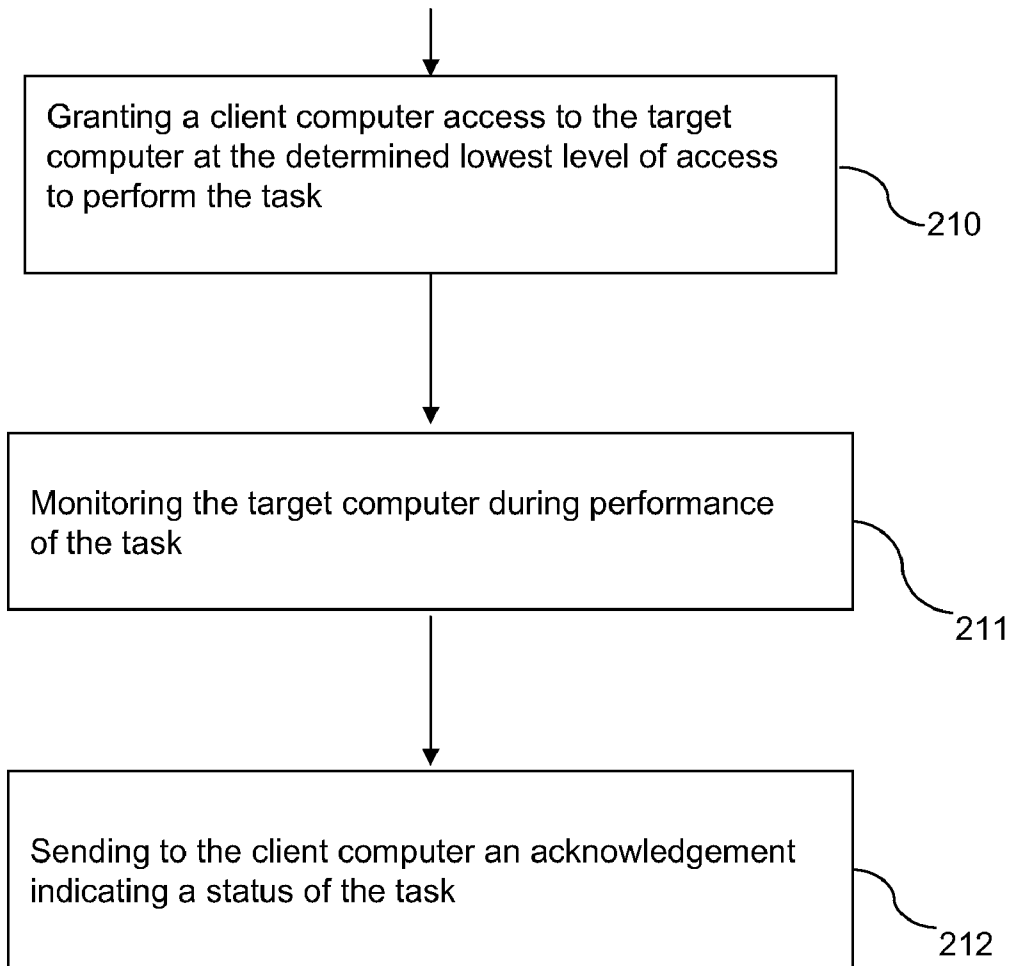 Granting a client computer access to the target
computer at the determined lowest level of access
to perform the task
210
Monitoring the target computer during performance
of the task
211
Sending to the client computer an acknowledgement
indicating a status of the task
212